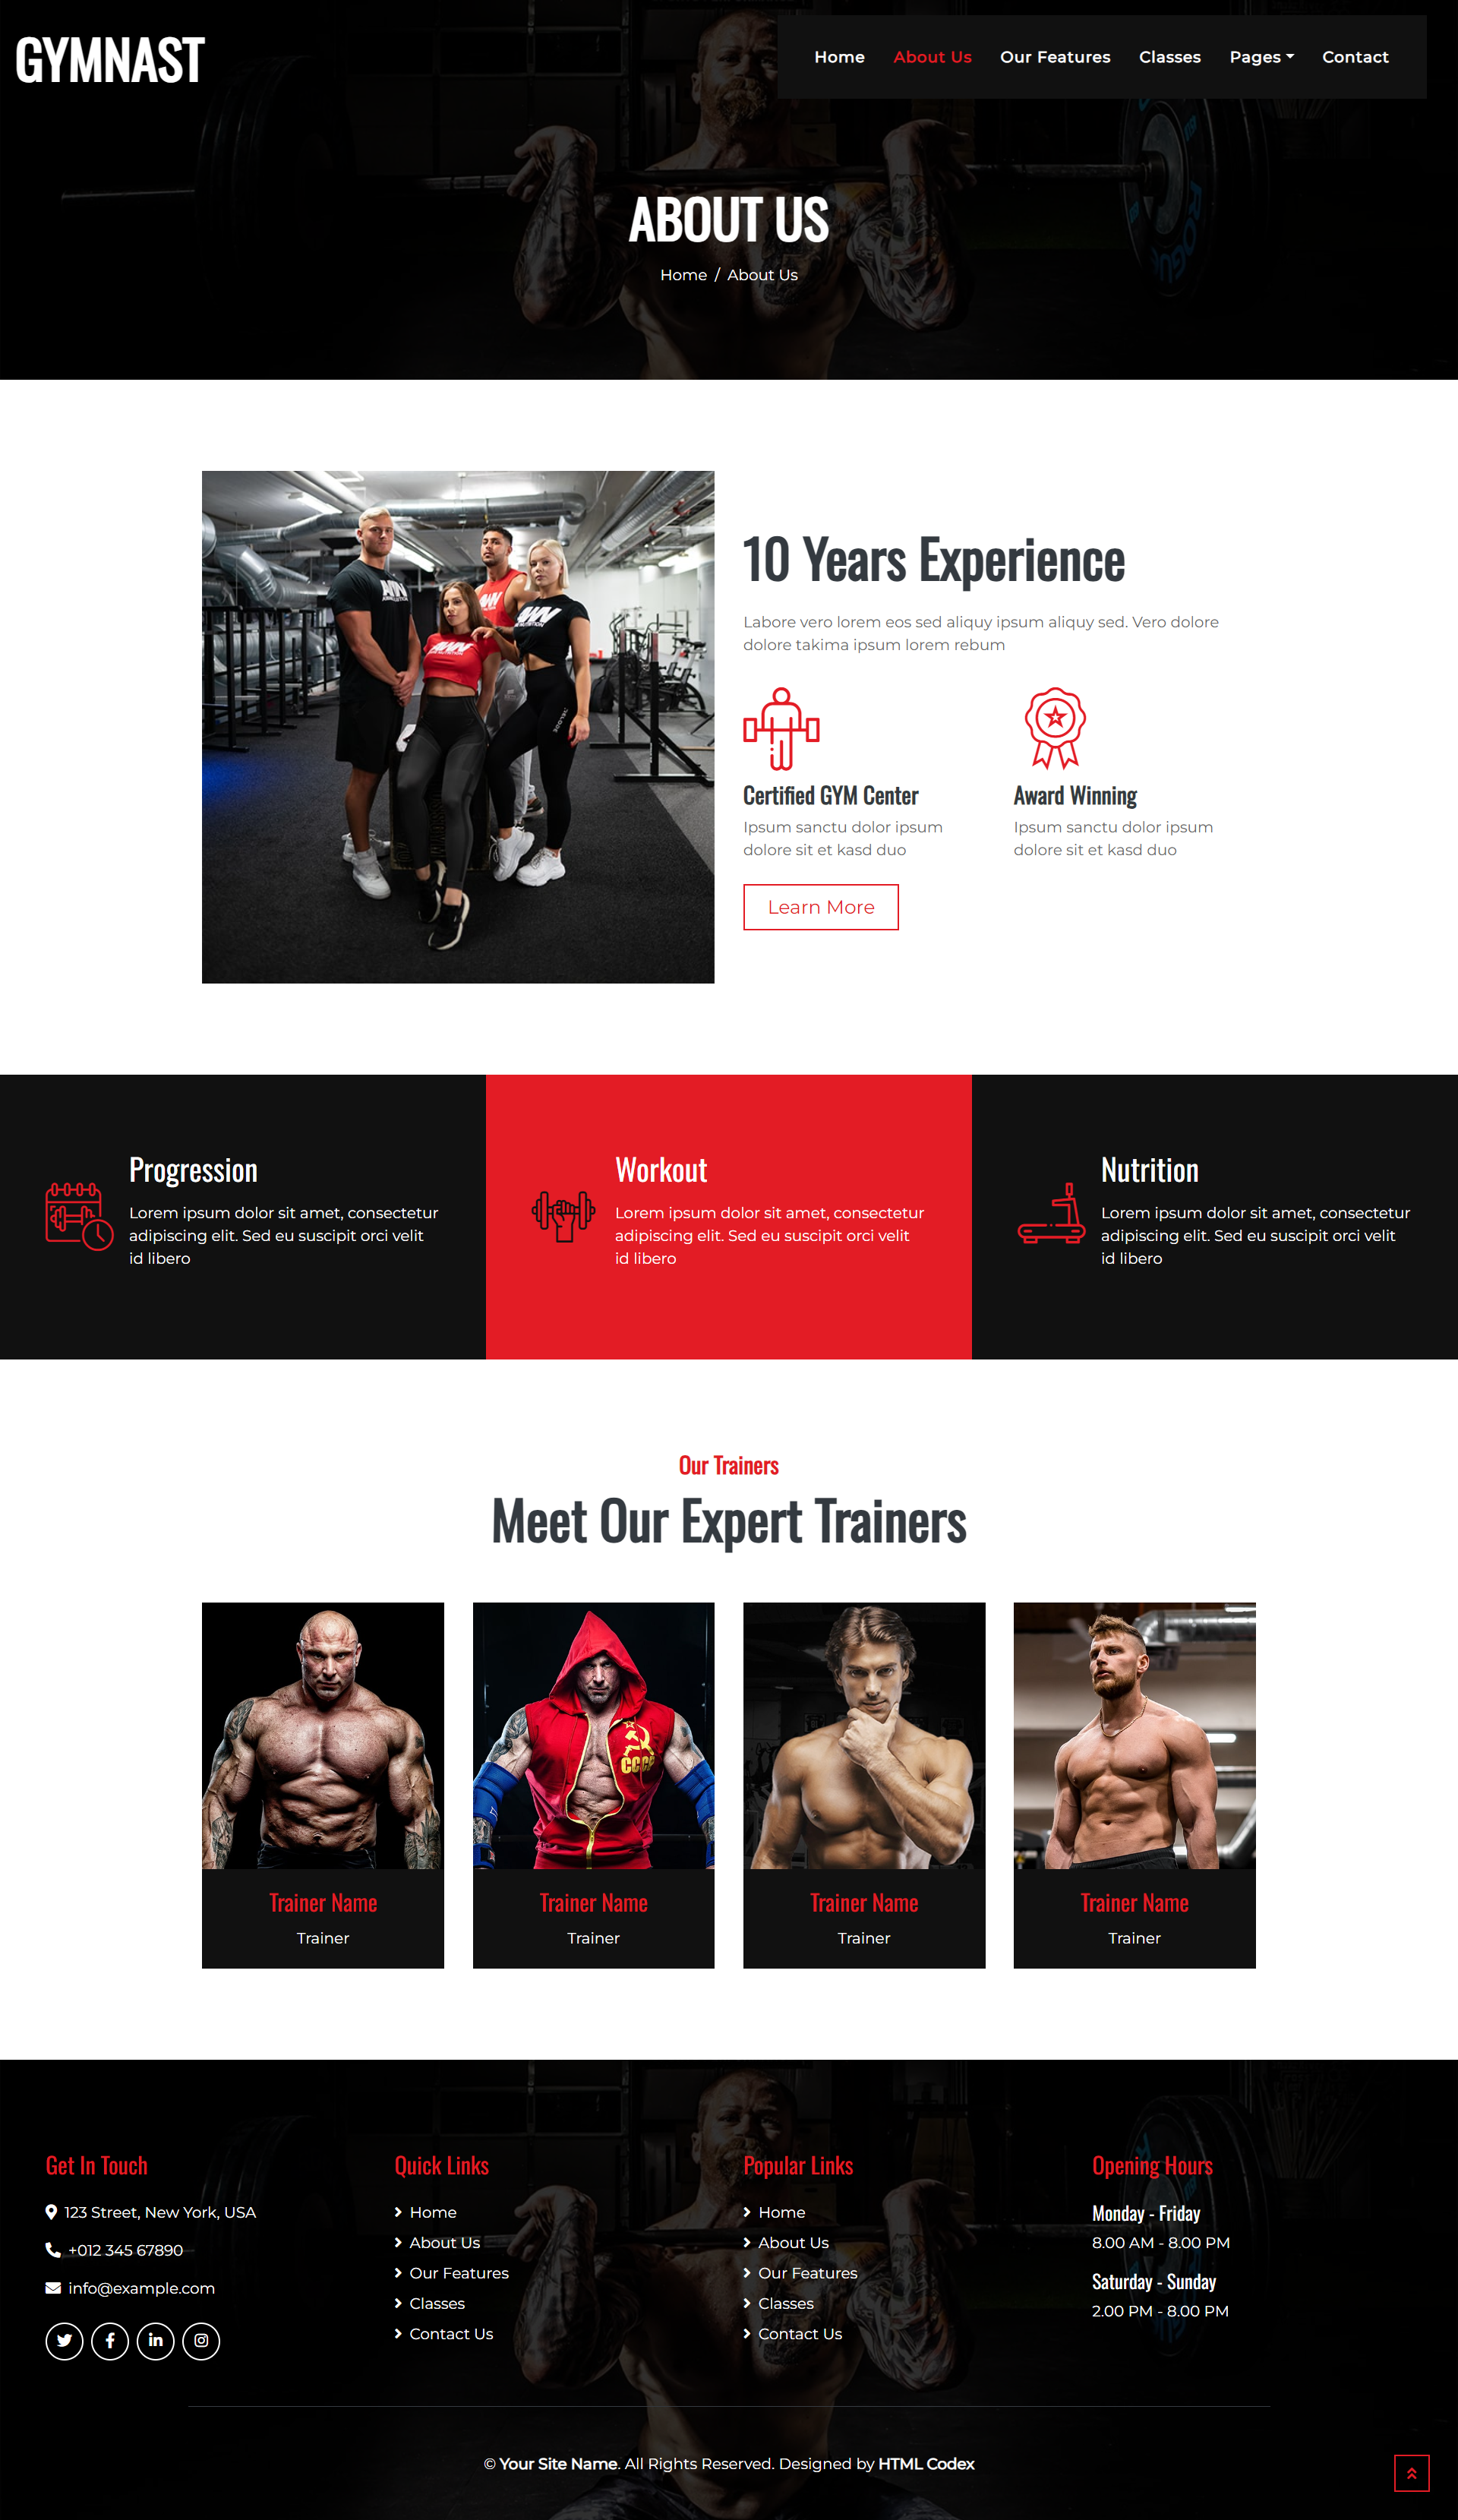 GYMNAST
Home About Us Our Features Classes Pages Contact
ABOUT US
Home / About Us
10 Years Experience
Labore vero lorem eos sed aliquy ipsum aliquy sed. Vero dolore
dolore takima ipsum lorem rebum
Certified GYM Center
Ipsum sanctu dolor ipsum
dolore sit et kasd duo
Award Winning
Ipsum sanctu dolor ipsum
dolore sit et kasd duo
Learn More
Progression
Lorem ipsum dolor sit amet, consectetur
adipiscing elit. Sed eu suscipit orci velit
id libero
Workout
Lorem ipsum dolor sit amet, consectetur
adipiscing elit. Sed eu suscipit orci velit
id libero
Nutrition
Lorem ipsum dolor sit amet, consectetur
adipiscing elit. Sed eu suscipit orci velit
id libero
Our Trainers
Meet Our Expert Trainers
СССР
Trainer Name
Trainer
Trainer Name
Trainer
Trainer Name
Trainer
Trainer Name
Trainer
Get In Touch
123 Street, New York, USA
+012 345 67890
info@example.com
Quick Links
Home
About Us
Our Features
Classes
Contact Us
Popular Links
Home
About Us
Our Features
Classes
Contact Us
Opening Hours
Monday - Friday
8.00 AM - 8.00 PM
Saturday - Sunday
2.00 PM - 8.00 PM
© Your Site Name. All Rights Reserved. Designed by HTML Codex